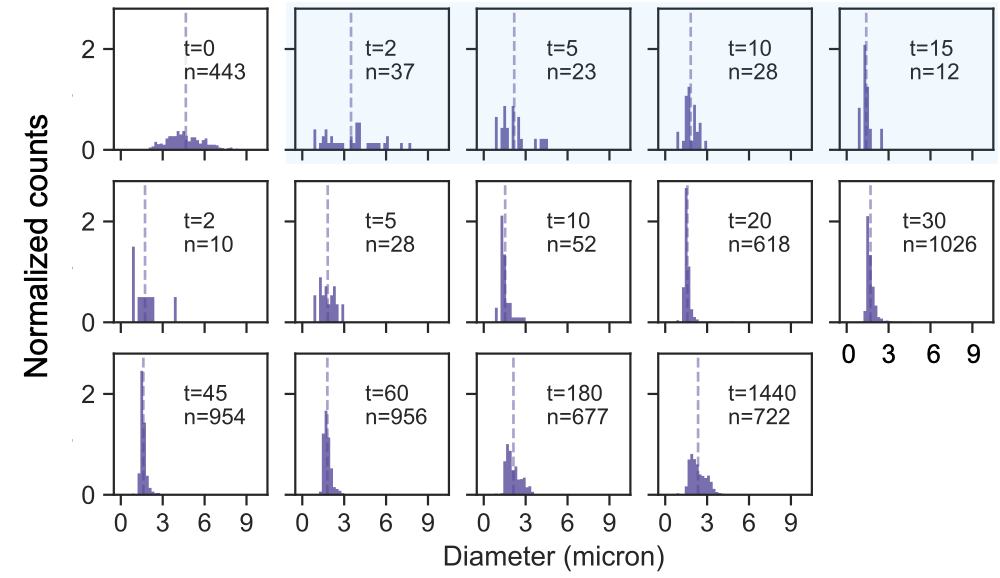 Normalized counts
2
0
t=0
n=443
t=2
n=37
t=5
n=23
t=10
n=28
t=15
n=12
2
0
t=2
n=10
t=5
n=28
t=10
n=52
t=20
n=618
t=30
n=1026
0 3 6 9
2
0
t=45
n=954
t=60
n=956
t=180
n=677
t=1440
n=722
0 3 6 9
0 3 6 9
0 3 6 9
0 3 6 9
Diameter (micron)